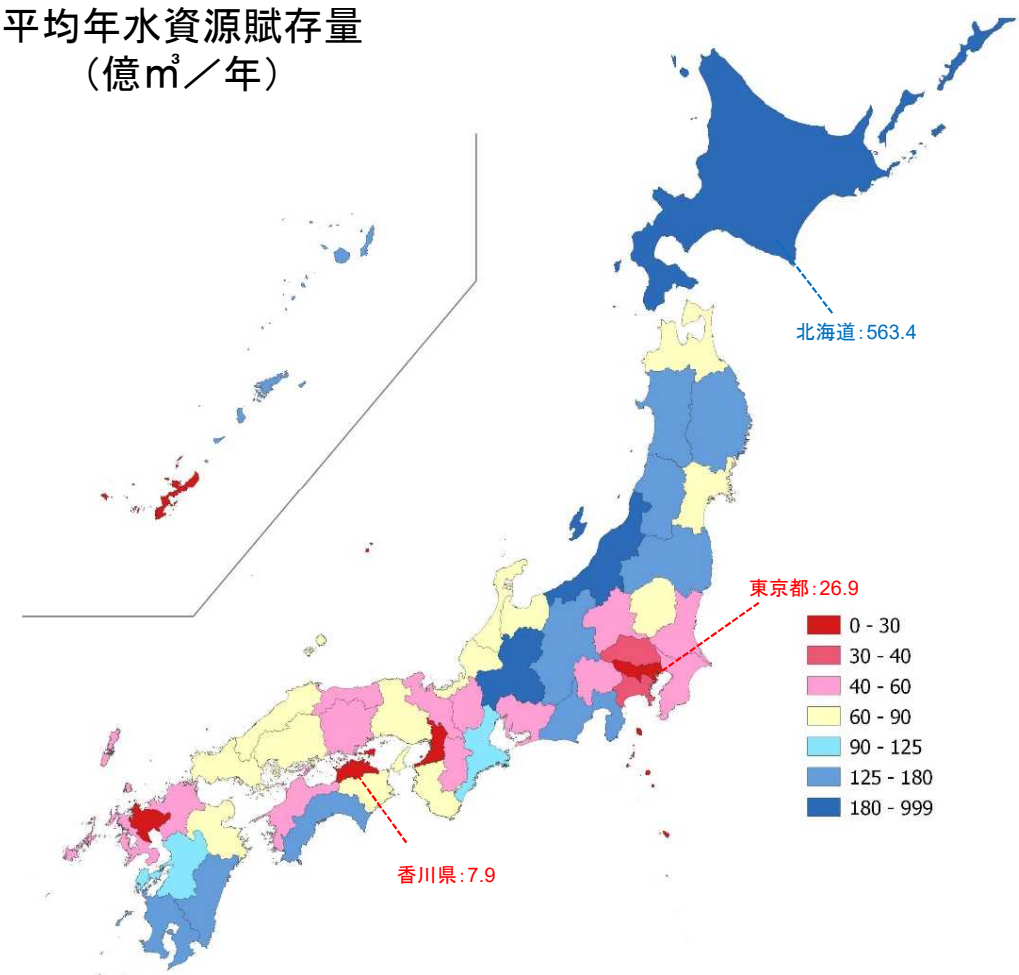 平均年水資源賦存量
（億㎥／年）
北海道：563.4
東京都：26.9
0 - 30
30 - 40
40 - 60
60 - 90
90 - 125
125 - 180
180 - 999
香川県：7.9